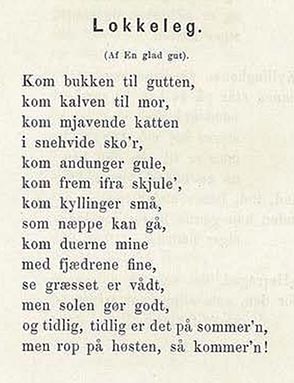 Lokkeleg.
(Af En glad gut).
Kom bukken til gutten,
kom kalven til mor,
kom mjavende katten
i snehvide sko'r,
kom andunger gule,
kom frem ifra skjule',
kom kyllinger små,
som næppe kan gå,
kom duerne mine
med fjædrene fine,
se græsset er vådt,
men solen gør godt,
og tidlig, tidlig er det på sommer'n,
men rop på høsten, så kommer'n!